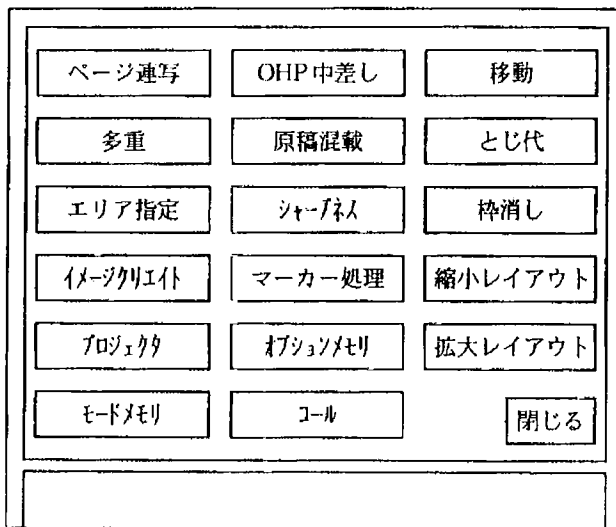 ページ連写 OHP中差し 移動
多重 原稿混載 とじ代
エリア指定 シャープネス 枠消し
イメージクリエイト マーカー処理 縮小レイアウト
プロジェクタ オプションメモリ 拡大レイアウト
モードメモリ コール 閉じる